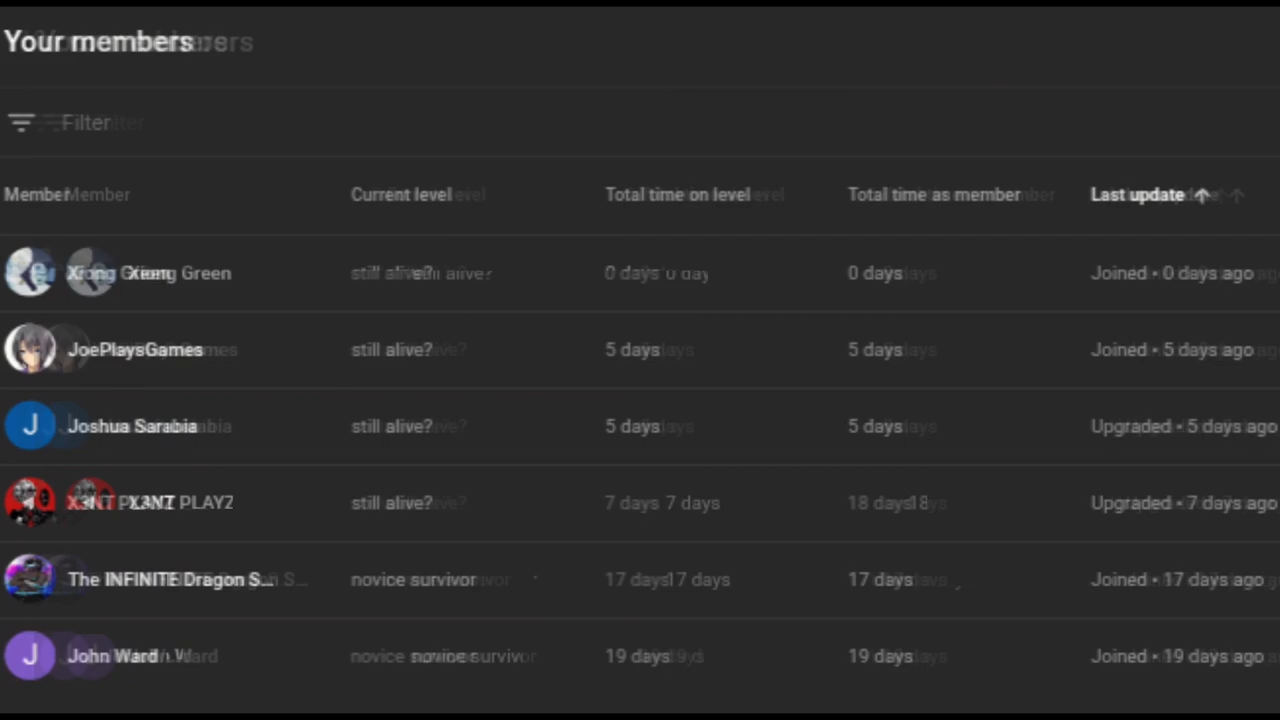 Your members
Filter
Member Current level Total time on level Total time as member Last update
Xiong Green still alive? 0 days 0 days Joined • 0 days ago
JoePlaysGames still alive? 5 days 5 days Joined • 5 days ago
J Joshua Sarabia still alive? 5 days 5 days Upgraded • 5 days ago
X3NT PLAYZ still alive? 7 days 18 days Upgraded • 7 days ago
The INFINITE Dragon S... novice survivor 17 days 17 days Joined • 17 days ago
J John Ward novice survivor 19 days 19 days Joined • 19 days ago